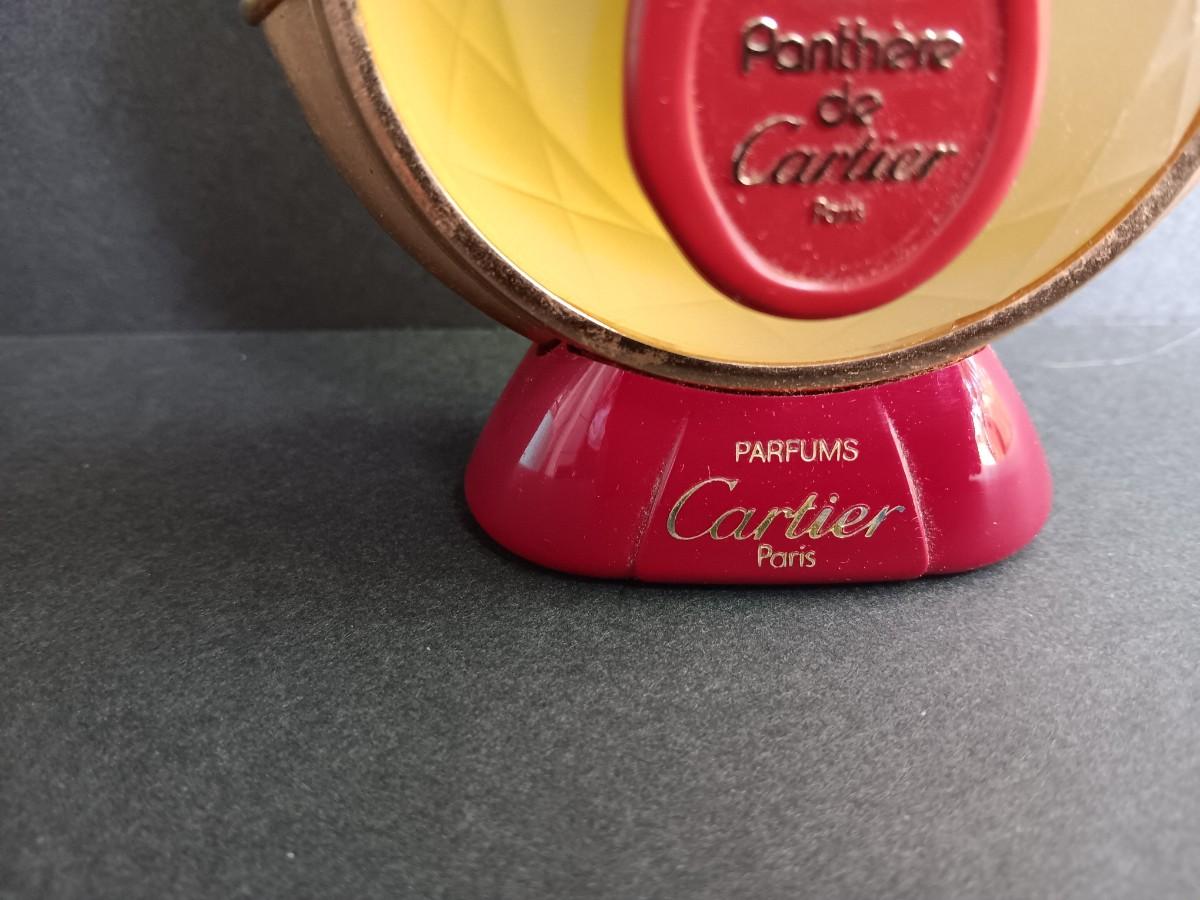 Panthère
de
Cartier
Paris
PARFUMS
Cartier
Paris